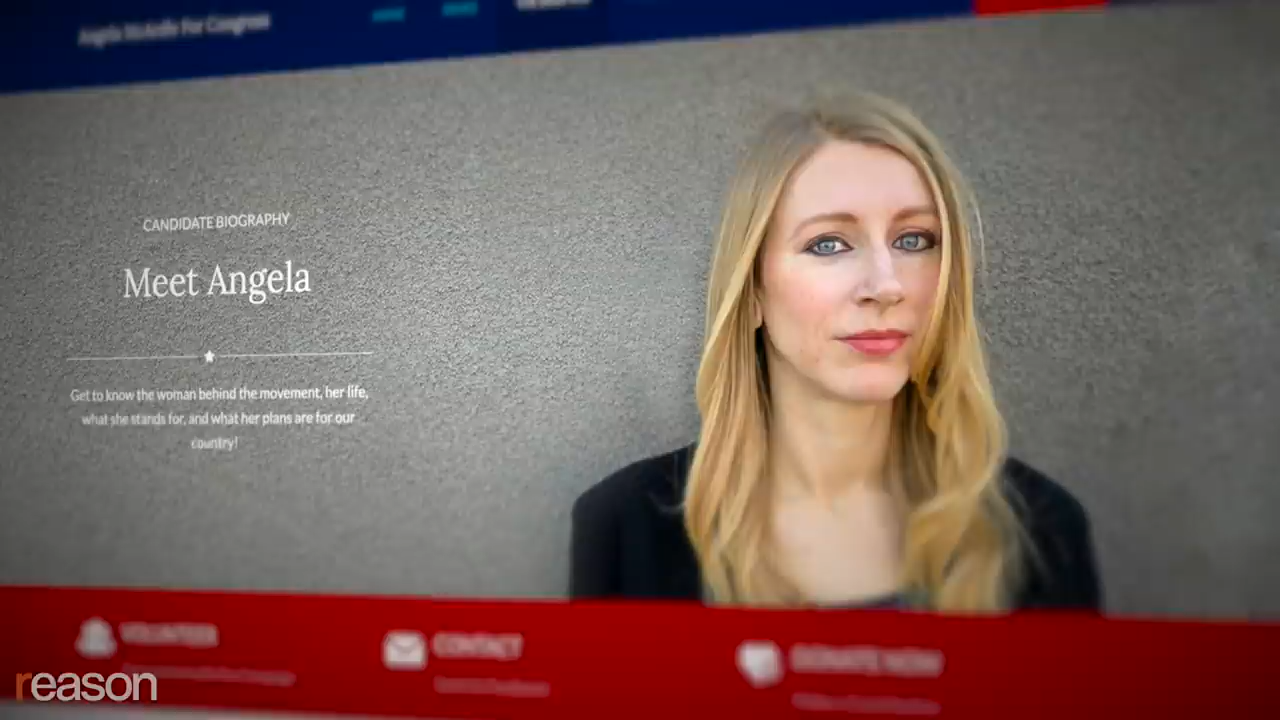 Angela McArdle For Congress
CANDIDATE BIOGRAPHY
Meet Angela
Get to know the woman behind the movement, her life,
what she stands for, and what her plans are for our
country!
VOLUNTEER
CONTACT
DONATE NOW
reason